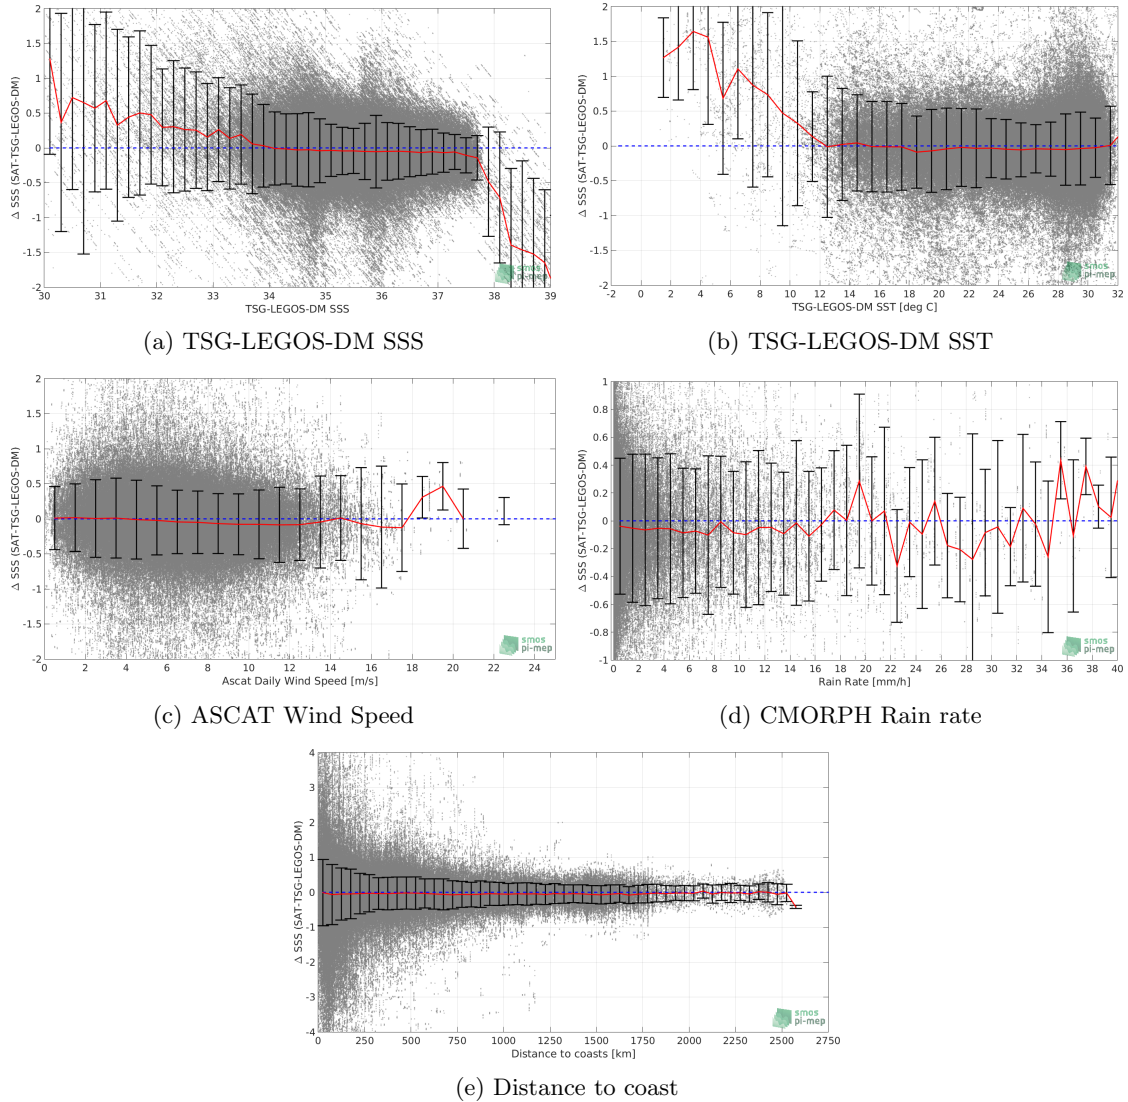 Δ SSS (SAT-TSG-LEGOS-DM)
2
1.5
1
0.5
0
-0.5
-1
-1.5
-2
30 31 32 33 34 35 36 37 38 39
TSG-LEGOS-DM SSS
smos
pi-mep
(a) TSG-LEGOS-DM SSS
Δ SSS (SAT-TSG-LEGOS-DM)
2
1.5
1
0.5
0
-0.5
-1
-1.5
-2
-2 0 2 4 6 8 10 12 14 16 18 20 22 24 26 28 30 32
TSG-LEGOS-DM SST [deg C]
smos
pi-mep
(b) TSG-LEGOS-DM SST
Δ SSS (SAT-TSG-LEGOS-DM)
2
1.5
1
0.5
0
-0.5
-1
-1.5
-2
0 2 4 6 8 10 12 14 16 18 20 22 24
Ascat Daily Wind Speed [m/s]
smos
pi-mep
(c) ASCAT Wind Speed
Δ SSS (SAT-TSG-LEGOS-DM)
1
0.8
0.6
0.4
0.2
0
-0.2
-0.4
-0.6
-0.8
-1
0 2 4 6 8 10 12 14 16 18 20 22 24 26 28 30 32 34 36 38 40
Rain Rate [mm/h]
smos
pi-mep
(d) CMORPH Rain rate
Δ SSS (SAT-TSG-LEGOS-DM)
4
3
2
1
0
-1
-2
-3
-4
0 250 500 750 1000 1250 1500 1750 2000 2250 2500 2750
Distance to coasts [km]
smos
pi-mep
(e) Distance to coast